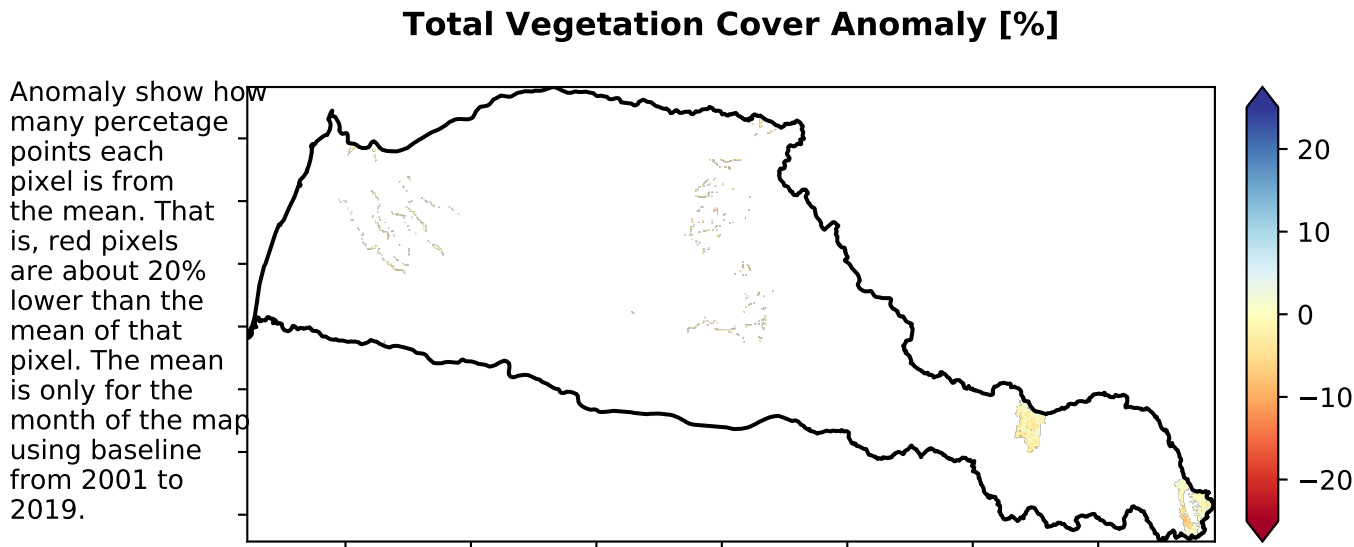 Total Vegetation Cover Anomaly [%]
Anomaly show how
many percetage
points each
pixel is from
the mean. That
is, red pixels
are about 20%
lower than the
mean of that
pixel. The mean
is only for the
month of the map
using baseline
from 2001 to
2019.
20
10
0
−10
−20